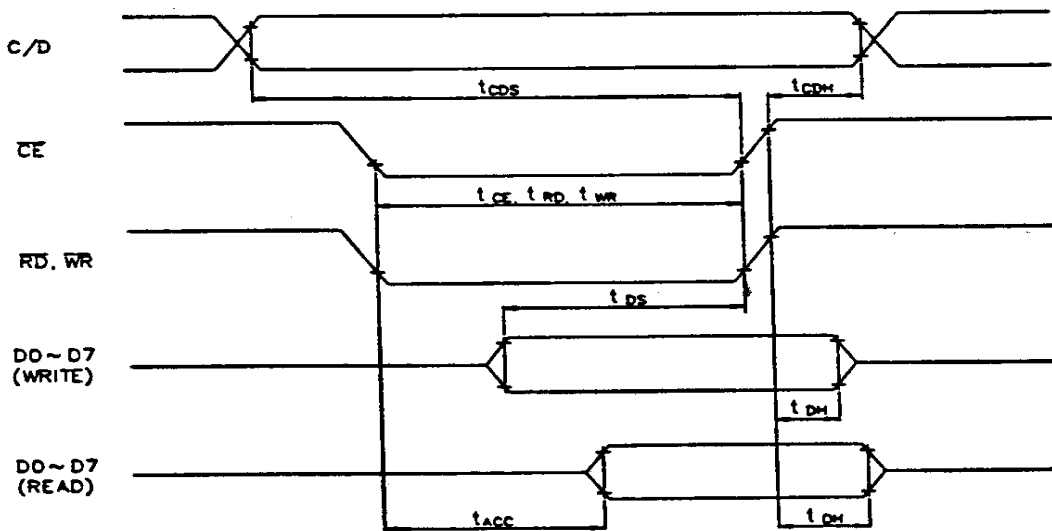 C/D
tCDS
tCDH
CE
tCE, tRD, tWR
RD, WR
tDS
D0~D7
(WRITE)
tDH
D0~D7
(READ)
tACC
tDH